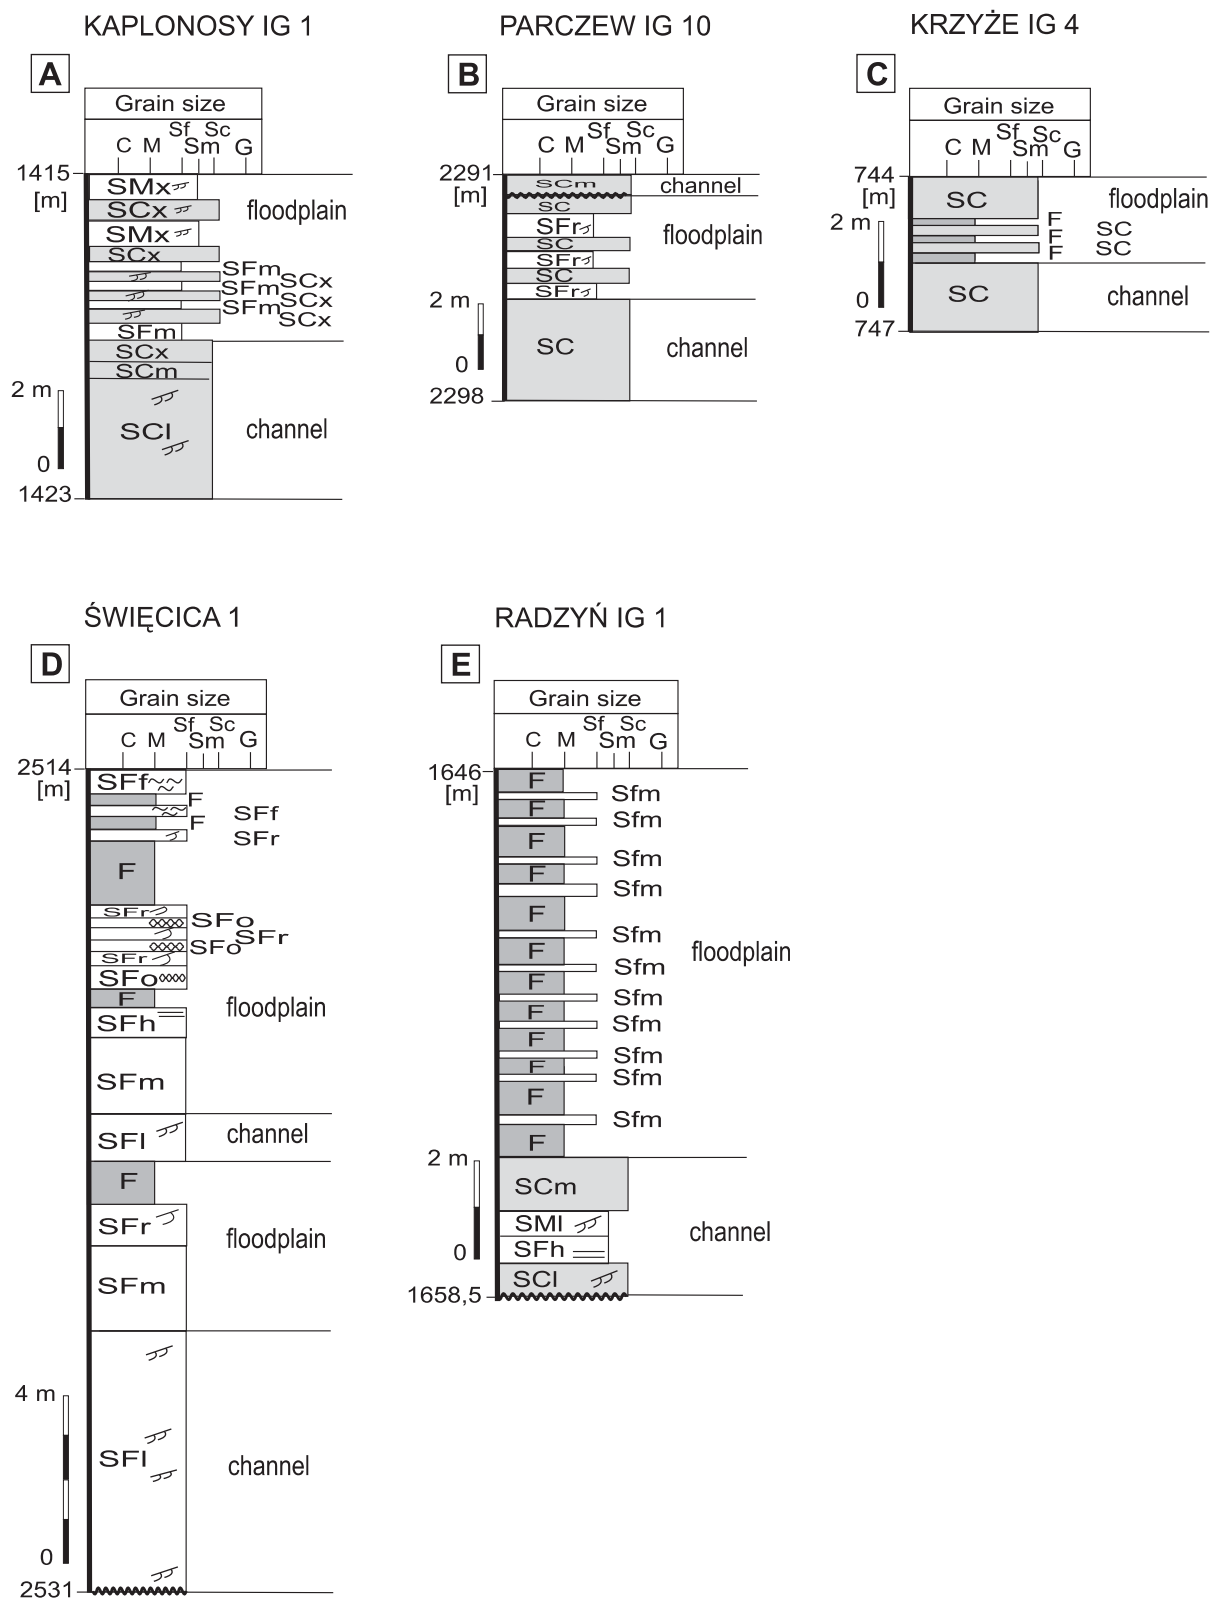 KAPLONOSY IG 1
A
Grain size
C M Sf Sm Sc G
1415
[m]
SMx
SCx
floodplain
SMx
SCx
SFm
SCx
SFm
SCx
SFm
SCx
SFm
SCx
SCm
2 m
SCl
channel
0
1423
PARCZEW IG 10
B
Grain size
C M Sf Sm Sc G
2291
[m]
SCm
channel
SC
SFr
floodplain
SC
SFr
SC
SFr
2 m
SC
channel
0
2298
KRZYŻE IG 4
C
Grain size
C M Sf Sm Sc G
744
[m]
SC
floodplain
2 m
F
SC
F
SC
F
0
SC
channel
747
ŚWIĘCICA 1
D
Grain size
C M Sf Sm Sc G
2514
[m]
SFf
F
SFf
F
SFr
F
SFr
SFo
SFr
SFo
SFr
SFo
F
floodplain
SFh
SFm
SFl
channel
F
SFr
floodplain
SFm
4 m
SFl
channel
0
2531
RADZYŃ IG 1
E
Grain size
C M Sf Sm Sc G
1646
[m]
F
Sfm
F
Sfm
F
Sfm
F
Sfm
F
Sfm
F
floodplain
Sfm
F
Sfm
F
Sfm
F
Sfm
F
Sfm
F
Sfm
F
2 m
SCm
SMl
channel
SFh
0
SCl
1658,5